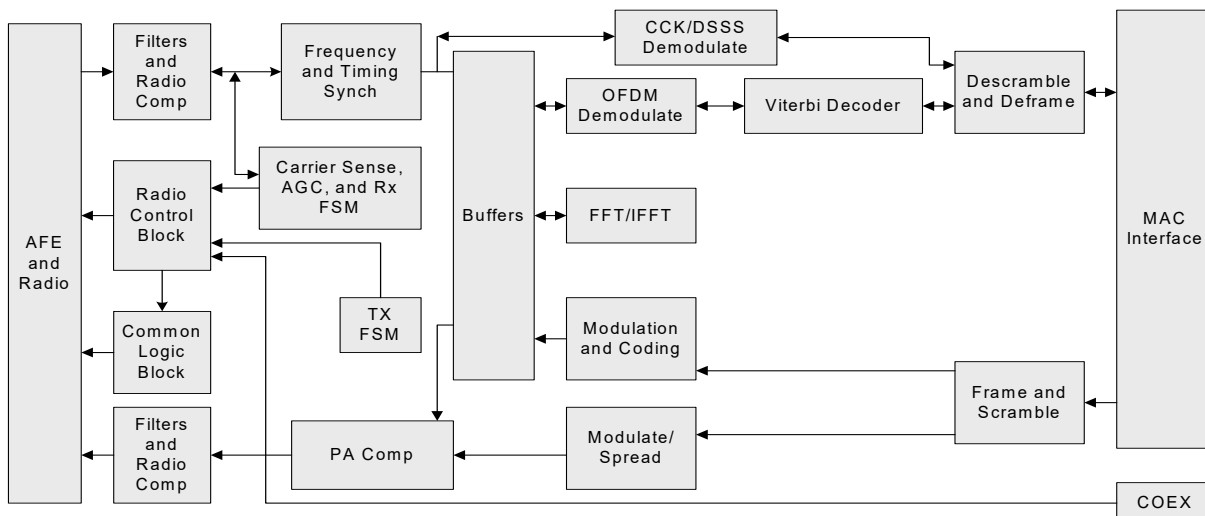 AFE
and
Radio
Filters
and
Radio
Comp
Frequency
and Timing
Synch
CCK/DSSS
Demodulate
OFDM
Demodulate
Viterbi Decoder
Descramble
and Deframe
MAC
Interface
Carrier Sense,
AGC, and Rx
FSM
Radio
Control
Block
Buffers
FFT/IFFT
TX
FSM
Common
Logic
Block
Modulation
and Coding
Frame and
Scramble
Filters
and
Radio
Comp
PA Comp
Modulate/
Spread
COEX